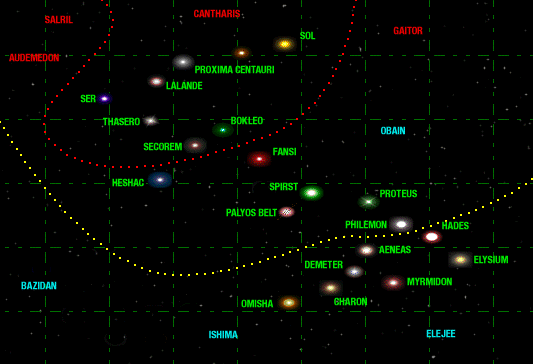 SALRIL
CANTHARIS
GAITOR
SOL
AUDEMEDON
PROXIMA CENTAURI
LALANDE
SER
THASERO
BOKLEO
OBAIN
SECOREM
FANSI
HESHAC
SPIRST
PROTEUS
PALYOS BELT
PHILEMON
HADES
AENEAS
ELYSIUM
DEMETER
BAZIDAN
MYRMIDON
OMISHA
GHARON
ISHIMA
ELEJEE